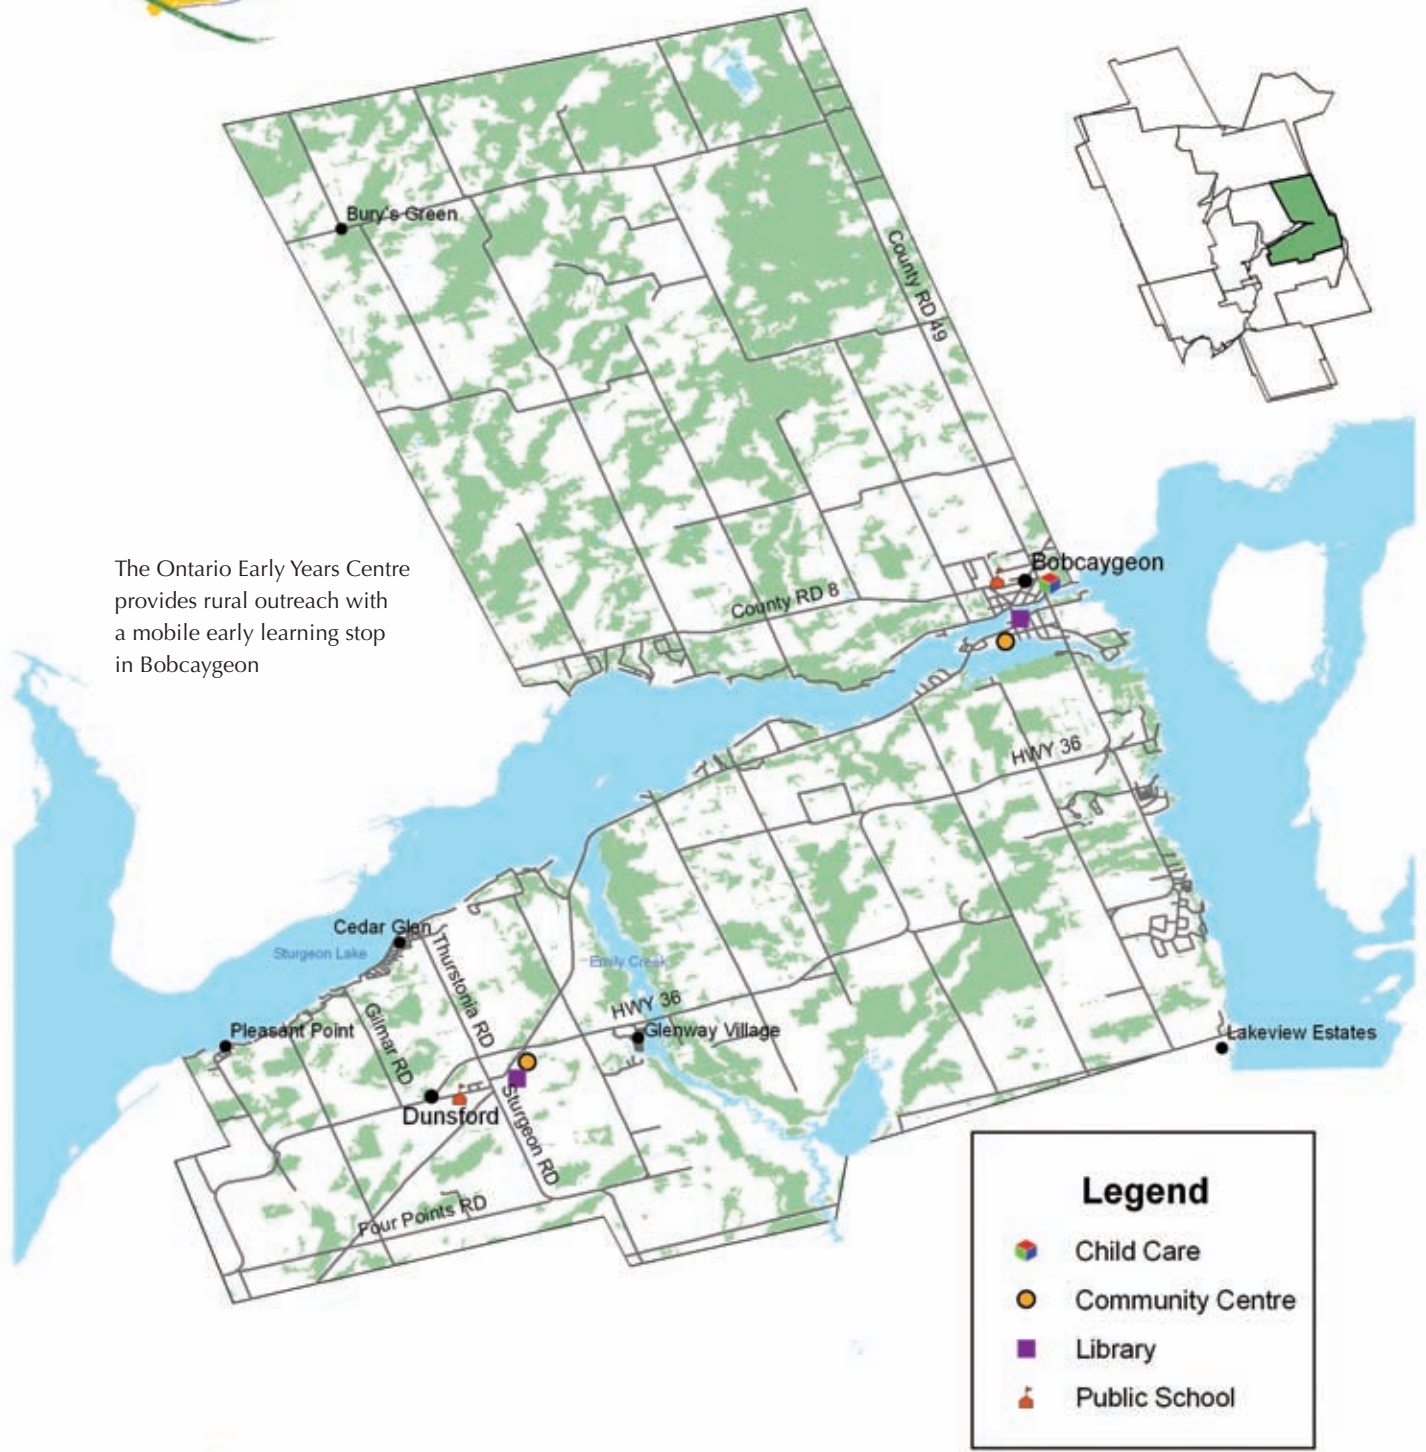 Bury's Green
County RD 49
The Ontario Early Years Centre
provides rural outreach with
a mobile early learning stop
in Bobcaygeon
Bobcaygeon
County RD 8
HWY 36
Cedar Glen
Sturgeon Lake
Thurstonia RD
Emily Creek
HWY 36
Gilmar RD
Pleasant Point
Glenway Village
Lakeview Estates
Dunsford
Sturgeon RD
Four Points RD
Legend
Child Care
Community Centre
Library
Public School